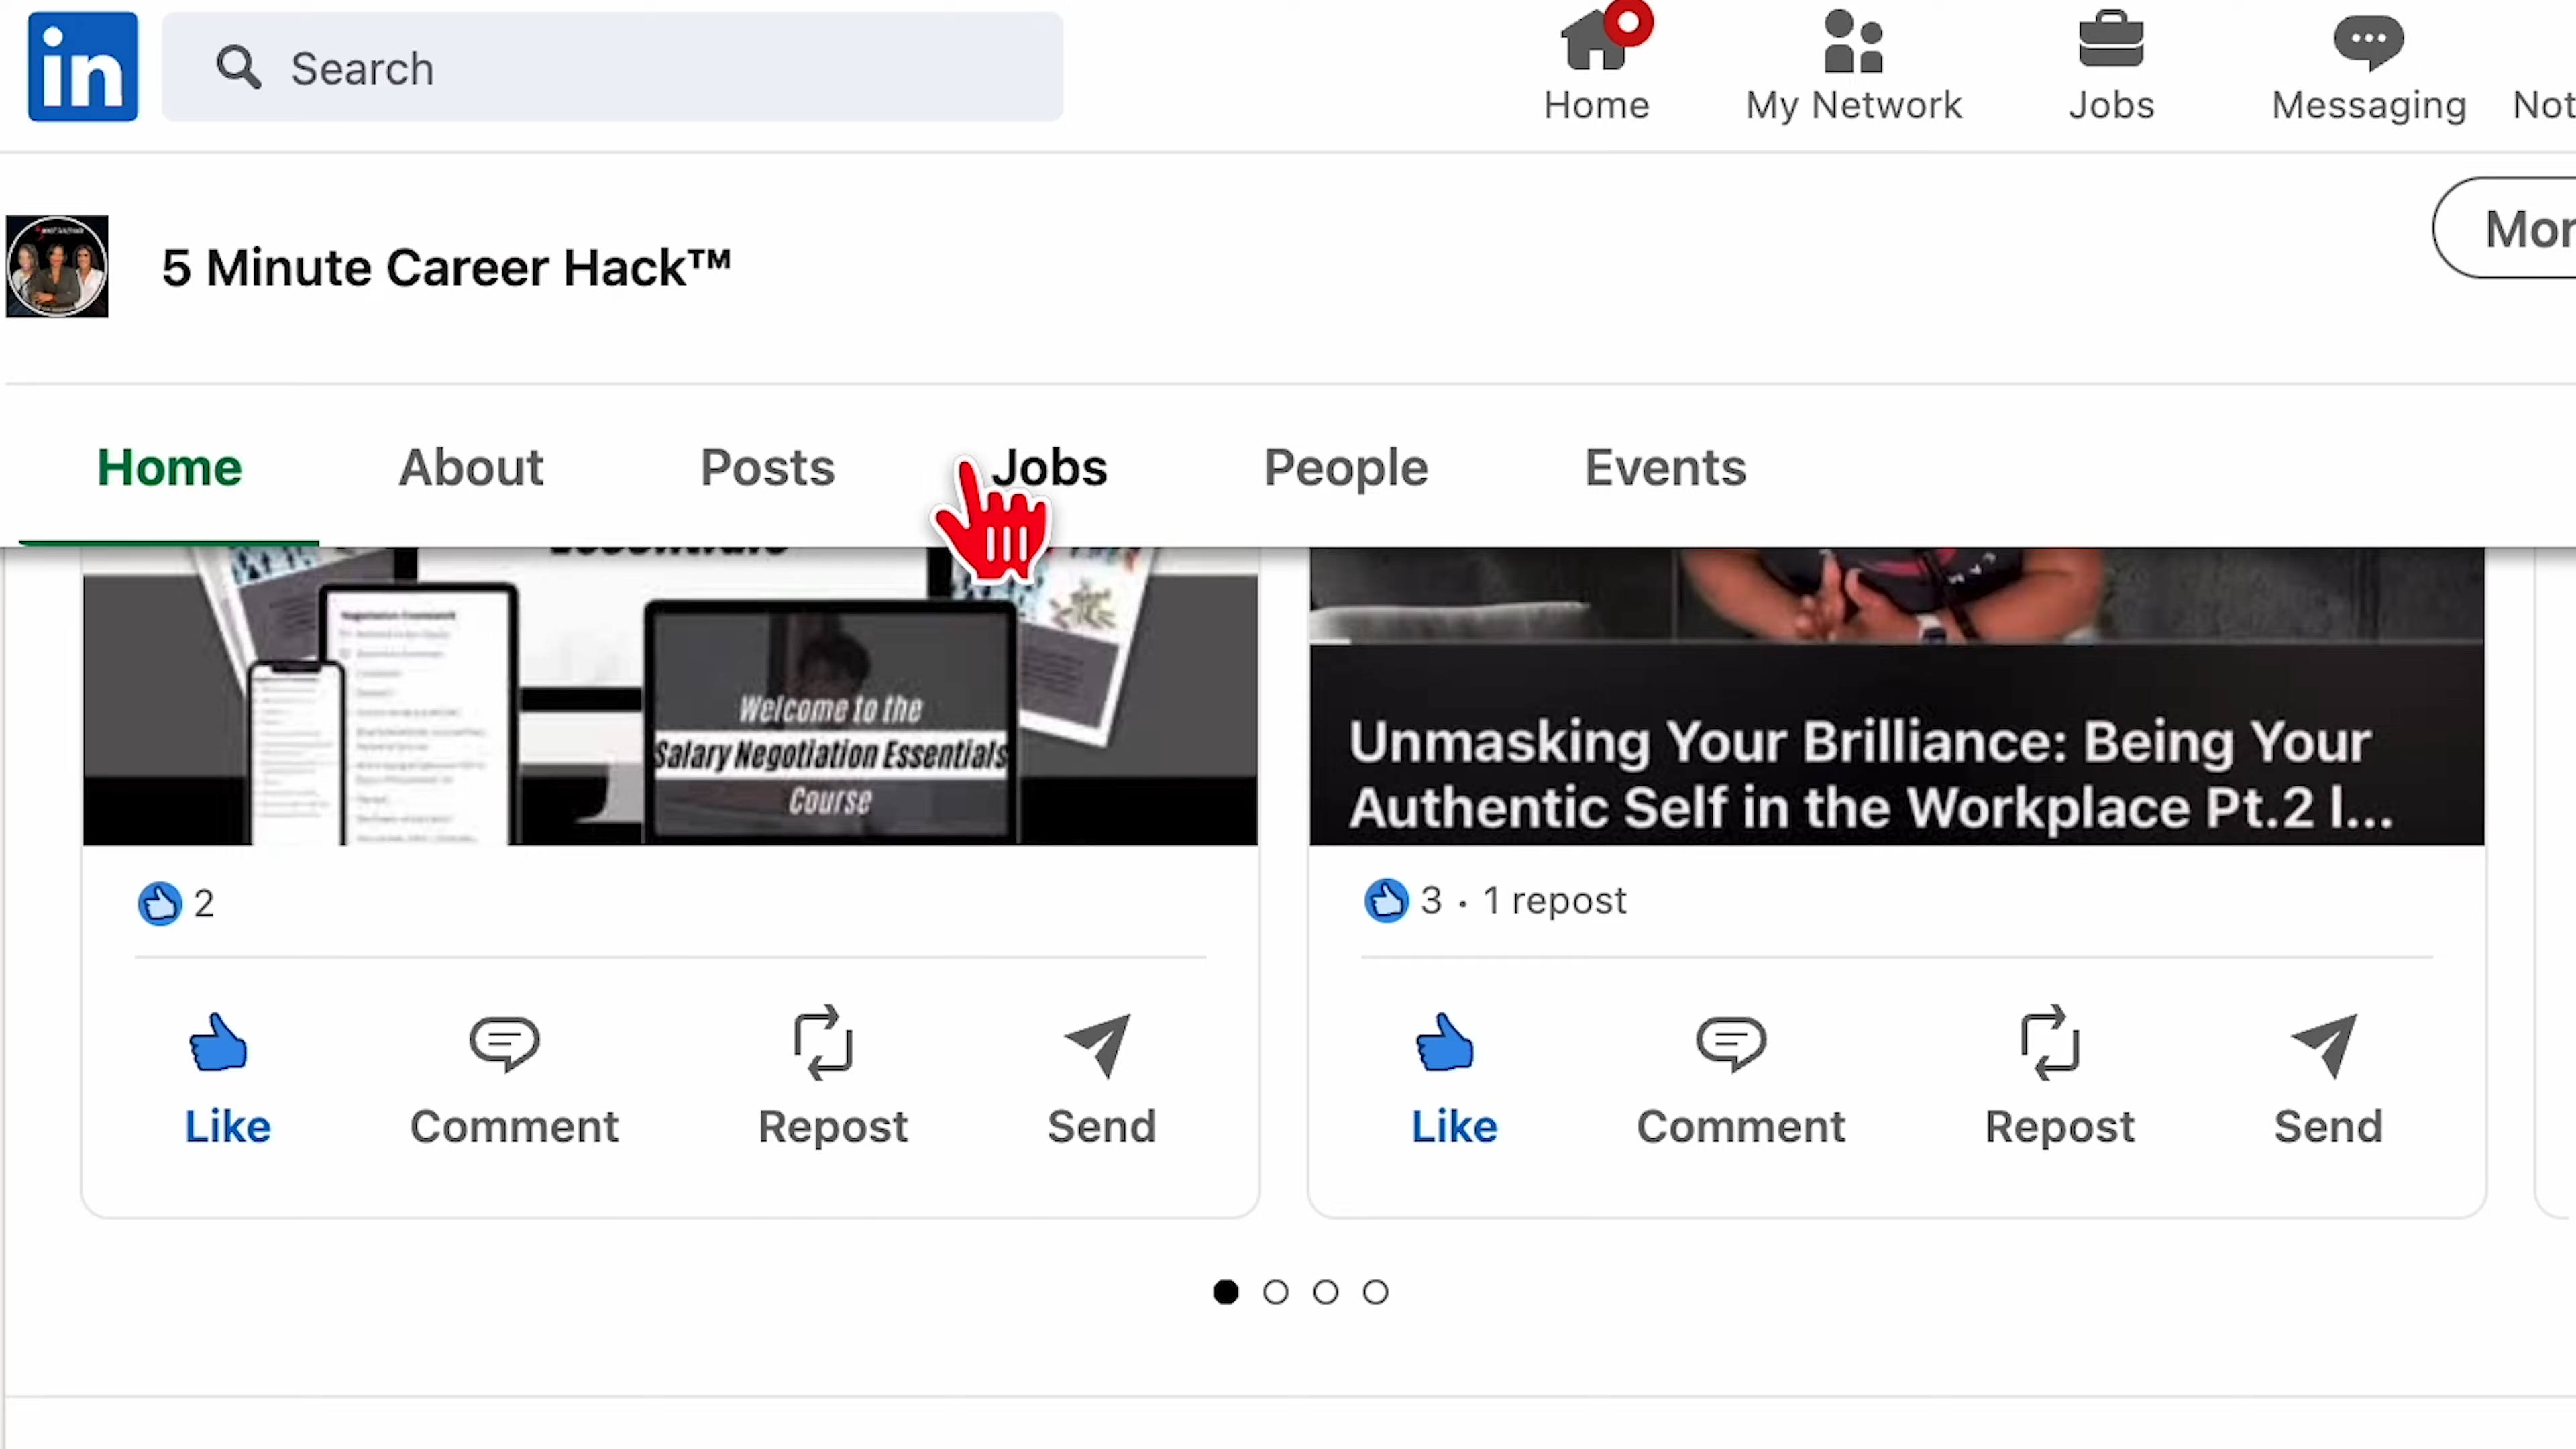 in
Search
Home
My Network
Jobs
Messaging
Not
5 Minute Career Hack™
Mor
Home
About
Posts
Jobs
People
Events
Welcome to the
Salary Negotiation Essentials
Course
Unmasking Your Brilliance: Being Your
Authentic Self in the Workplace Pt.2 l...
2
3 · 1 repost
Like
Comment
Repost
Send
Like
Comment
Repost
Send